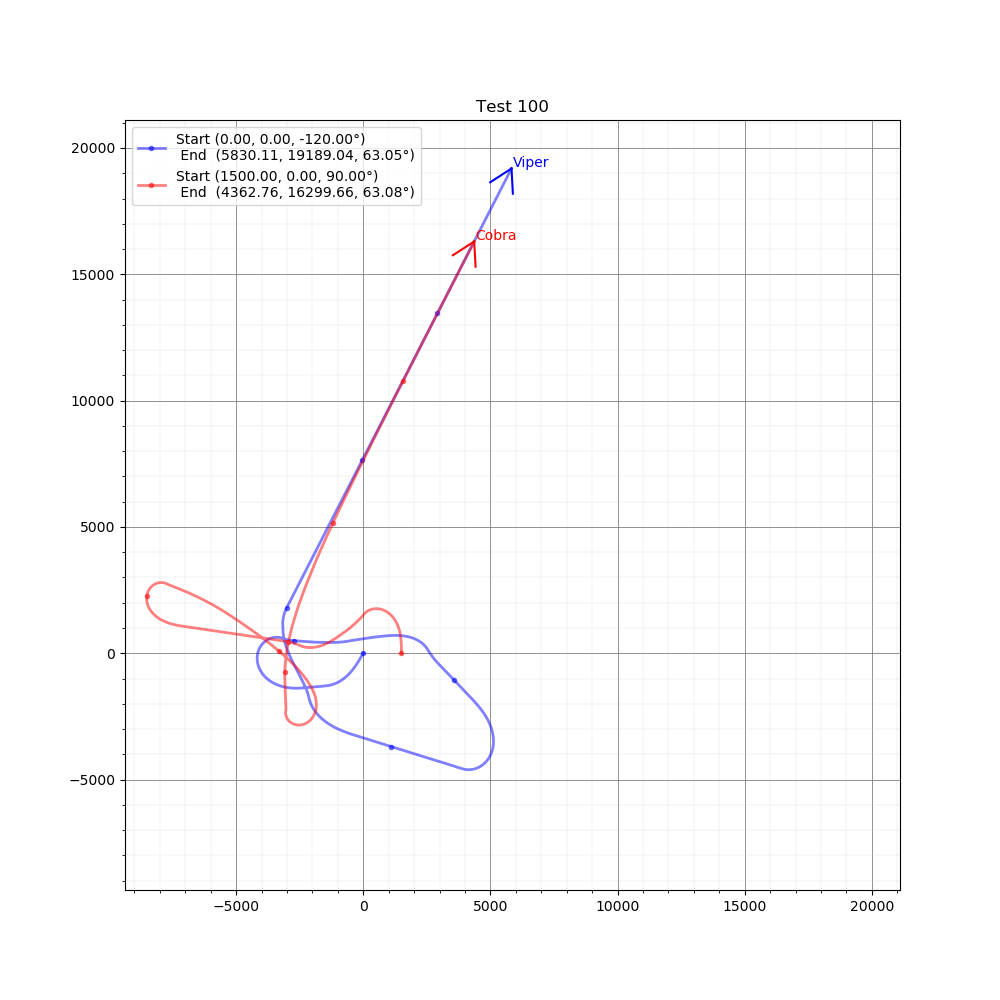 Test 100
Start (0.00, 0.00, -120.00°)
End (5830.11, 19189.04, 63.05°)
Start (1500.00, 0.00, 90.00°)
End (4362.76, 16299.66, 63.08°)
Viper
Cobra
20000
15000
10000
5000
0
−5000
−5000 0 5000 10000 15000 20000